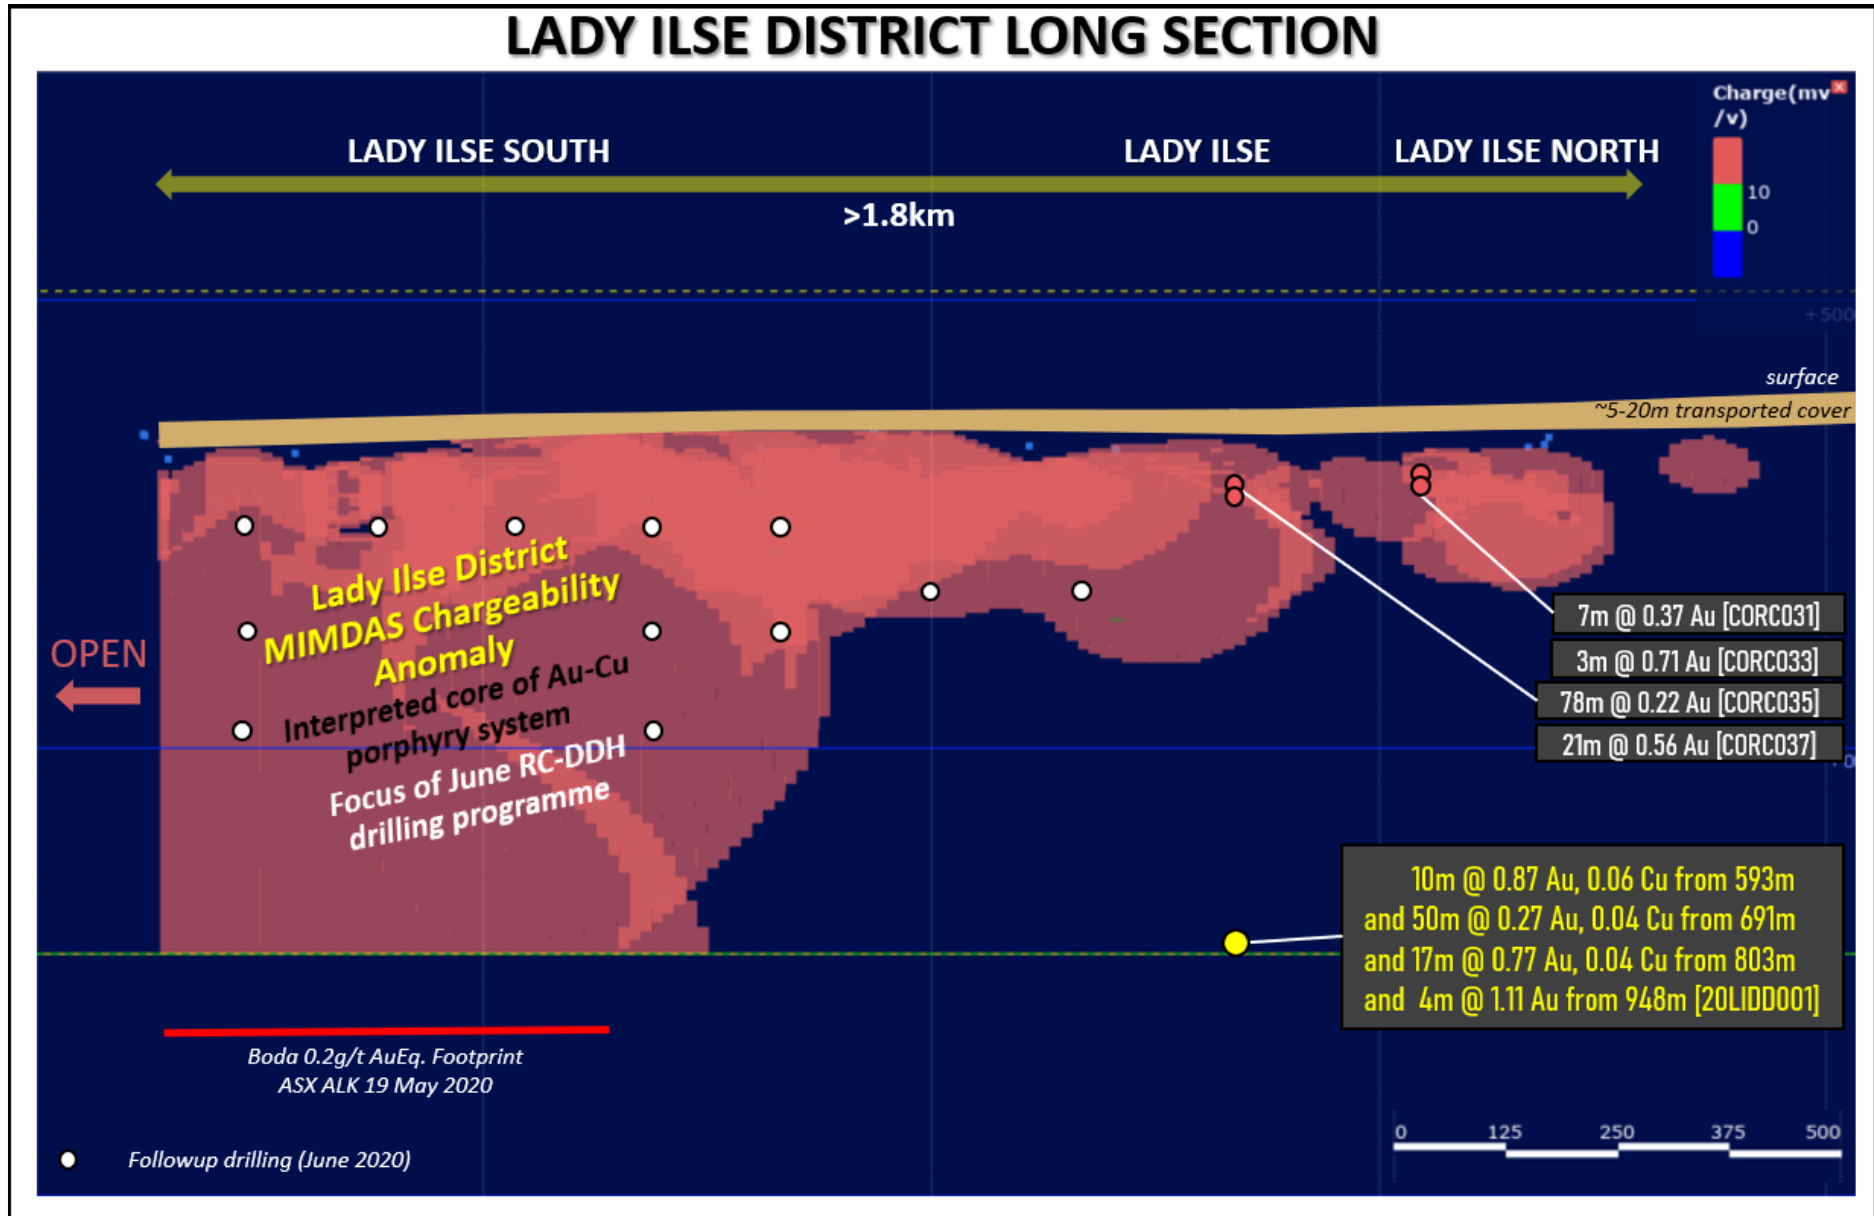 LADY ILSE DISTRICT LONG SECTION
Charge(mv
/v)
10
0
LADY ILSE SOUTH
LADY ILSE
LADY ILSE NORTH
>1.8km
+500
surface
~5-20m transported cover
OPEN
Lady Ilse District
MIMDAS Chargeability
Anomaly
Interpreted core of Au-Cu
porphyry system
Focus of June RC-DDH
drilling programme
7m @ 0.37 Au [CORC031]
3m @ 0.71 Au [CORC033]
78m @ 0.22 Au [CORC035]
21m @ 0.56 Au [CORC037]
10m @ 0.87 Au, 0.06 Cu from 593m
and 50m @ 0.27 Au, 0.04 Cu from 691m
and 17m @ 0.77 Au, 0.04 Cu from 803m
and 4m @ 1.11 Au from 948m [20LIDD001]
Boda 0.2g/t AuEq. Footprint
ASX ALK 19 May 2020
Followup drilling (June 2020)
0 125 250 375 500